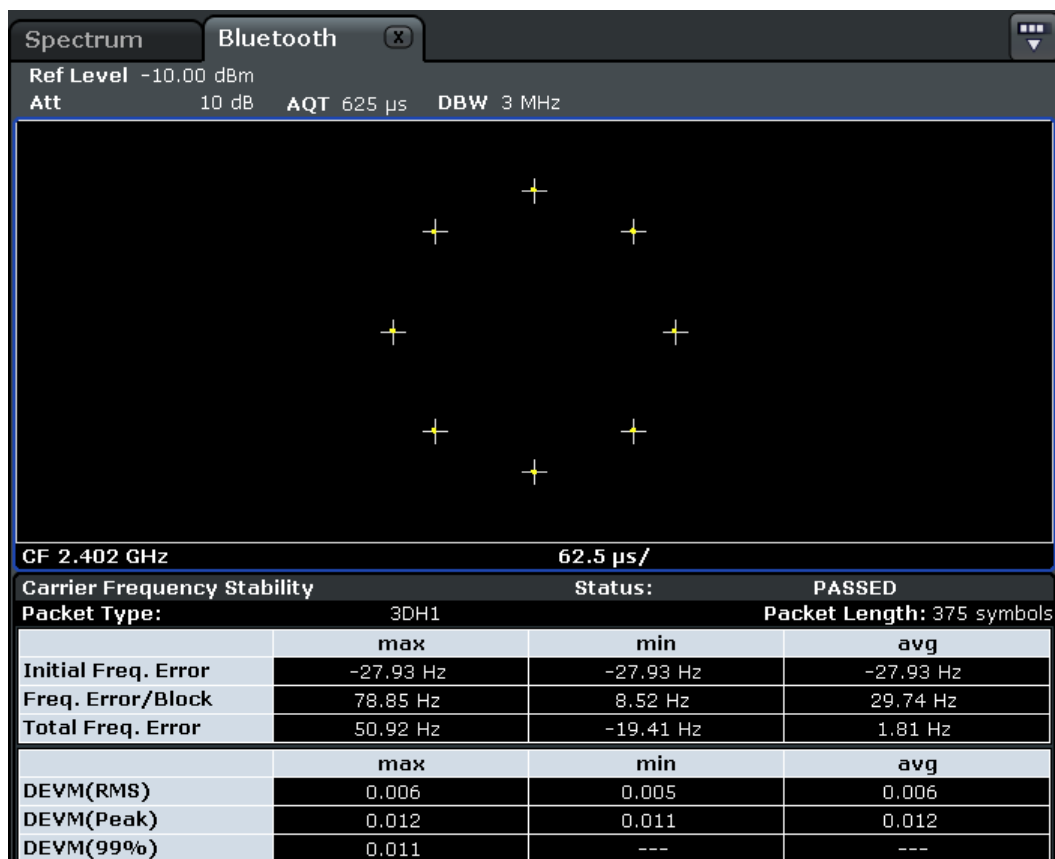 Spectrum Bluetooth X
Ref Level -10.00 dBm
Att 10 dB AQT 625 µs DBW 3 MHz
CF 2.402 GHz 62.5 µs/
Carrier Frequency Stability Status: PASSED
Packet Type: 3DH1 Packet Length: 375 symbols
max min avg
Initial Freq. Error -27.93 Hz -27.93 Hz -27.93 Hz
Freq. Error/Block 78.85 Hz 8.52 Hz 29.74 Hz
Total Freq. Error 50.92 Hz -19.41 Hz 1.81 Hz
max min avg
DEVM(RMS) 0.006 0.005 0.006
DEVM(Peak) 0.012 0.011 0.012
DEVM(99%) 0.011 --- ---